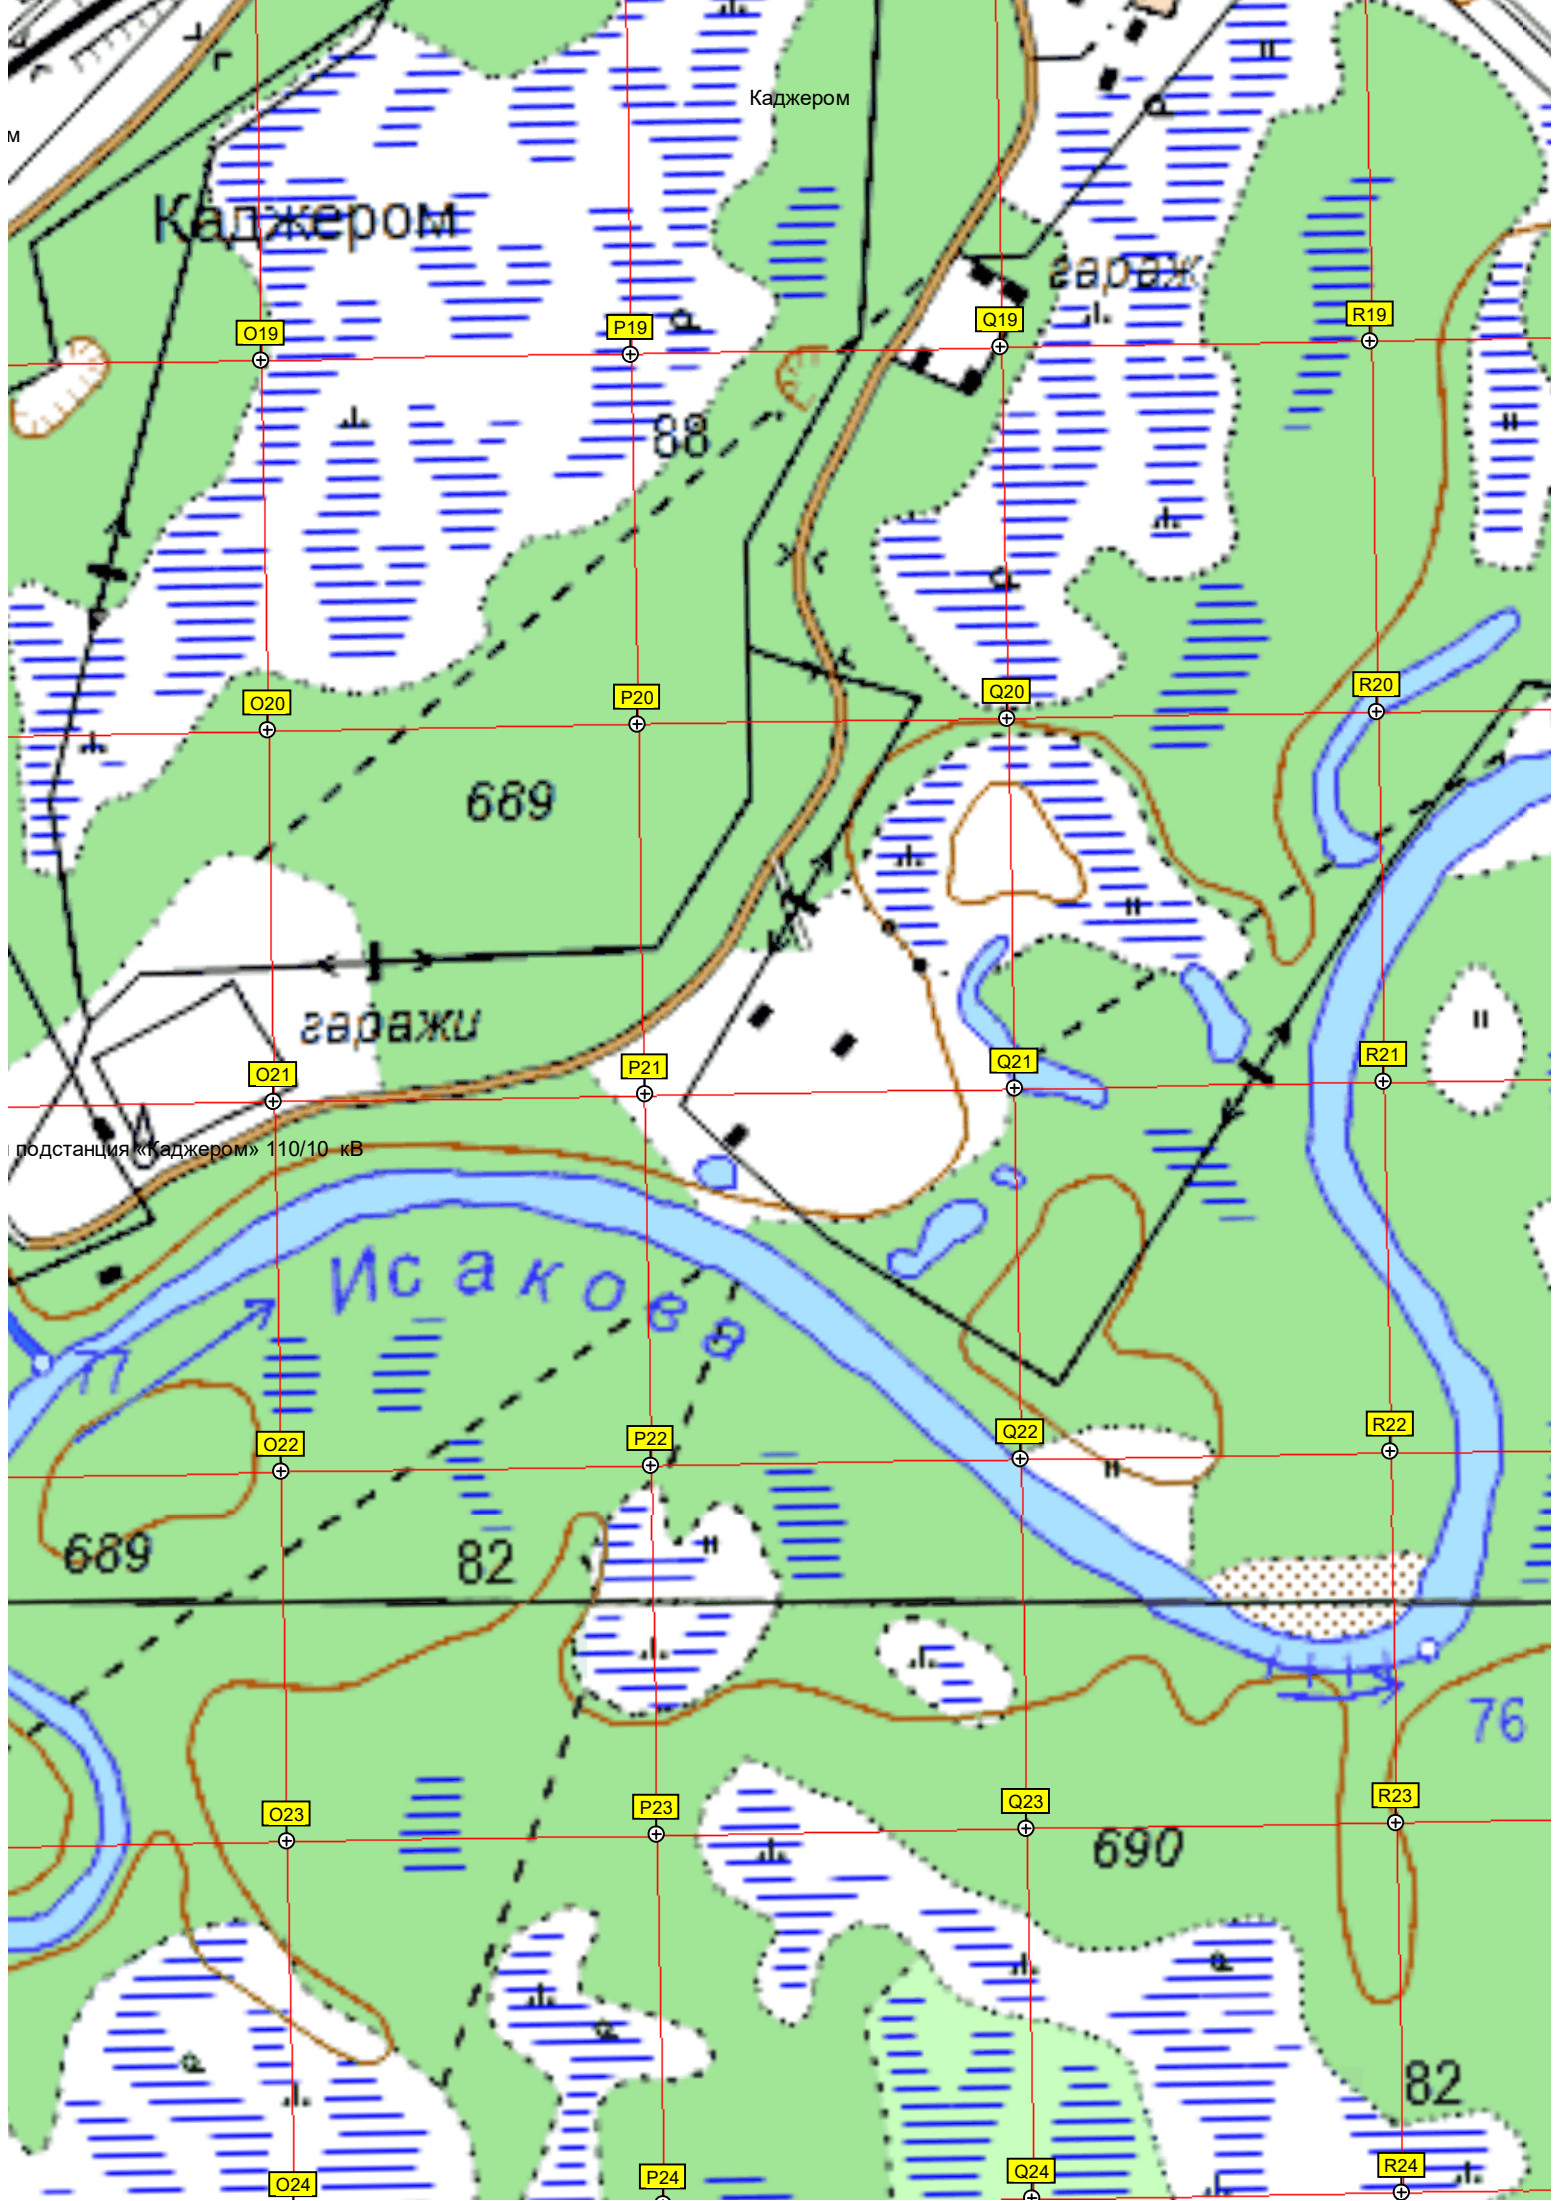 Каджером
м
Каджером
гараж
O19
P19
Q19
R19
88
O20
P20
Q20
R20
689
гаражи
O21
P21
Q21
R21
подстанция «Каджером» 110/10 кВ
Исакова
77
O22
P22
Q22
R22
689
82
76
O23
P23
Q23
R23
690
82
O24
P24
Q24
R24